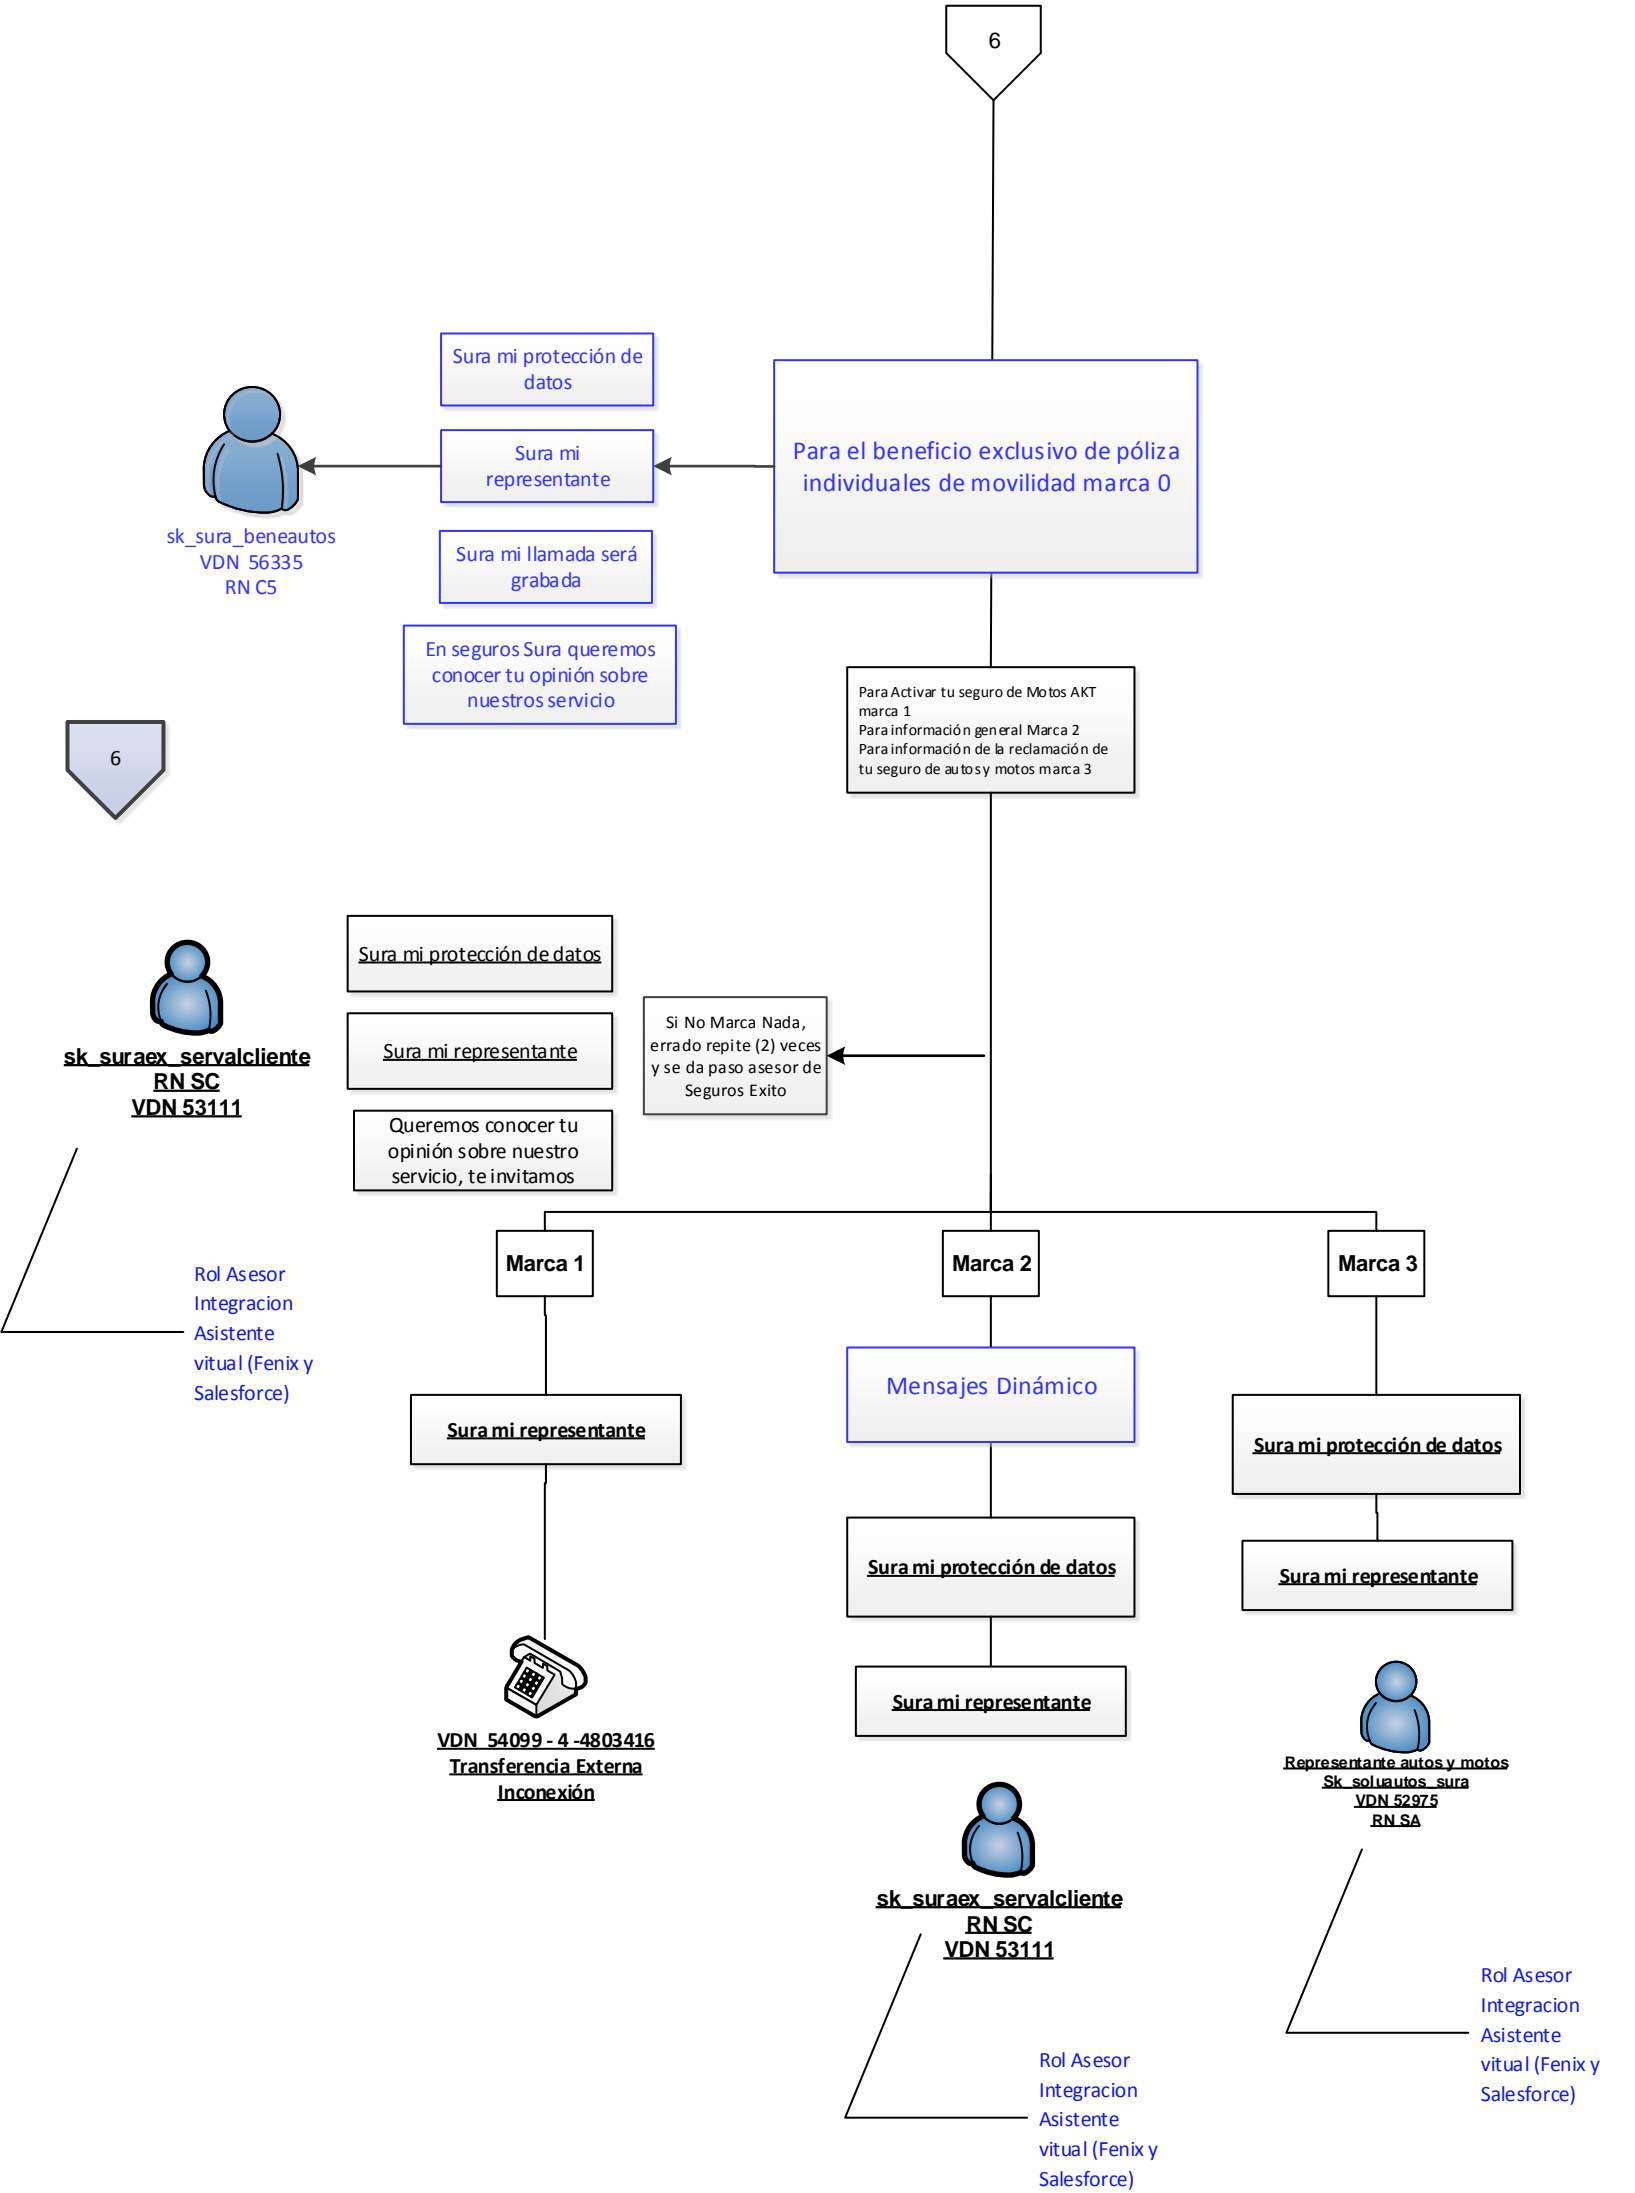 6
Sura mi protección de
datos
Sura mi
representante
Para el beneficio exclusivo de póliza
individuales de movilidad marca 0
sk_sura_beneautos
VDN  56335
RN C5
Sura mi llamada será
grabada
En seguros Sura queremos
conocer tu opinión sobre
nuestros servicio
Para Activar tu seguro de Motos AKT
marca 1
Para información general Marca 2
Para información de la reclamación de
tu seguro de autos y motos marca 3
6
Sura mi protección de datos
sk_suraex_servalcliente
RN SC
VDN 53111
Sura mi representante
Si No Marca Nada,
errado repite (2) veces
y se da paso asesor de
Seguros Exito
Queremos conocer tu
opinión sobre nuestro
servicio, te invitamos
Rol Asesor
Integracion
Asistente
vitual (Fenix y
Salesforce)
Marca 1
Marca 2
Marca 3
Sura mi representante
Mensajes Dinámico
Sura mi protección de datos
Sura mi protección de datos
Sura mi representante
Sura mi representante
VDN  54099 - 4 -4803416
Transferencia Externa
Inconexión
Representante autos y motos
Sk_soluautos_sura
VDN 52975
RN SA
sk_suraex_servalcliente
RN SC
VDN 53111
Rol Asesor
Integracion
Asistente
vitual (Fenix y
Salesforce)
Rol Asesor
Integracion
Asistente
vitual (Fenix y
Salesforce)